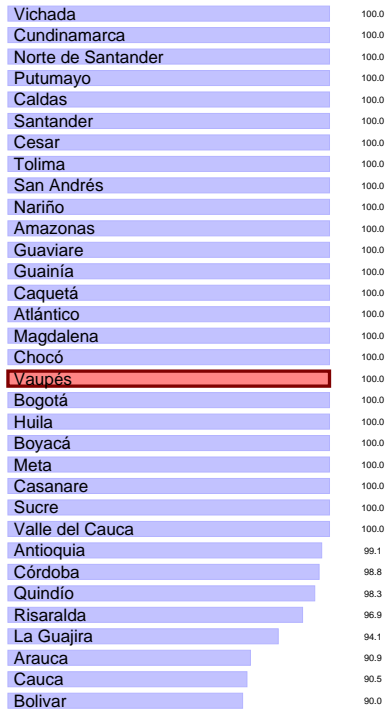 Vichada 100.0
Cundinamarca 100.0
Norte de Santander 100.0
Putumayo 100.0
Caldas 100.0
Santander 100.0
Cesar 100.0
Tolima 100.0
San Andrés 100.0
Nariño 100.0
Amazonas 100.0
Guaviare 100.0
Guainía 100.0
Caquetá 100.0
Atlántico 100.0
Magdalena 100.0
Chocó 100.0
Vaupés 100.0
Bogotá 100.0
Huila 100.0
Boyacá 100.0
Meta 100.0
Casanare 100.0
Sucre 100.0
Valle del Cauca 100.0
Antioquia 99.1
Córdoba 98.8
Quindío 98.3
Risaralda 96.9
La Guajira 94.1
Arauca 90.9
Cauca 90.5
Bolivar 90.0